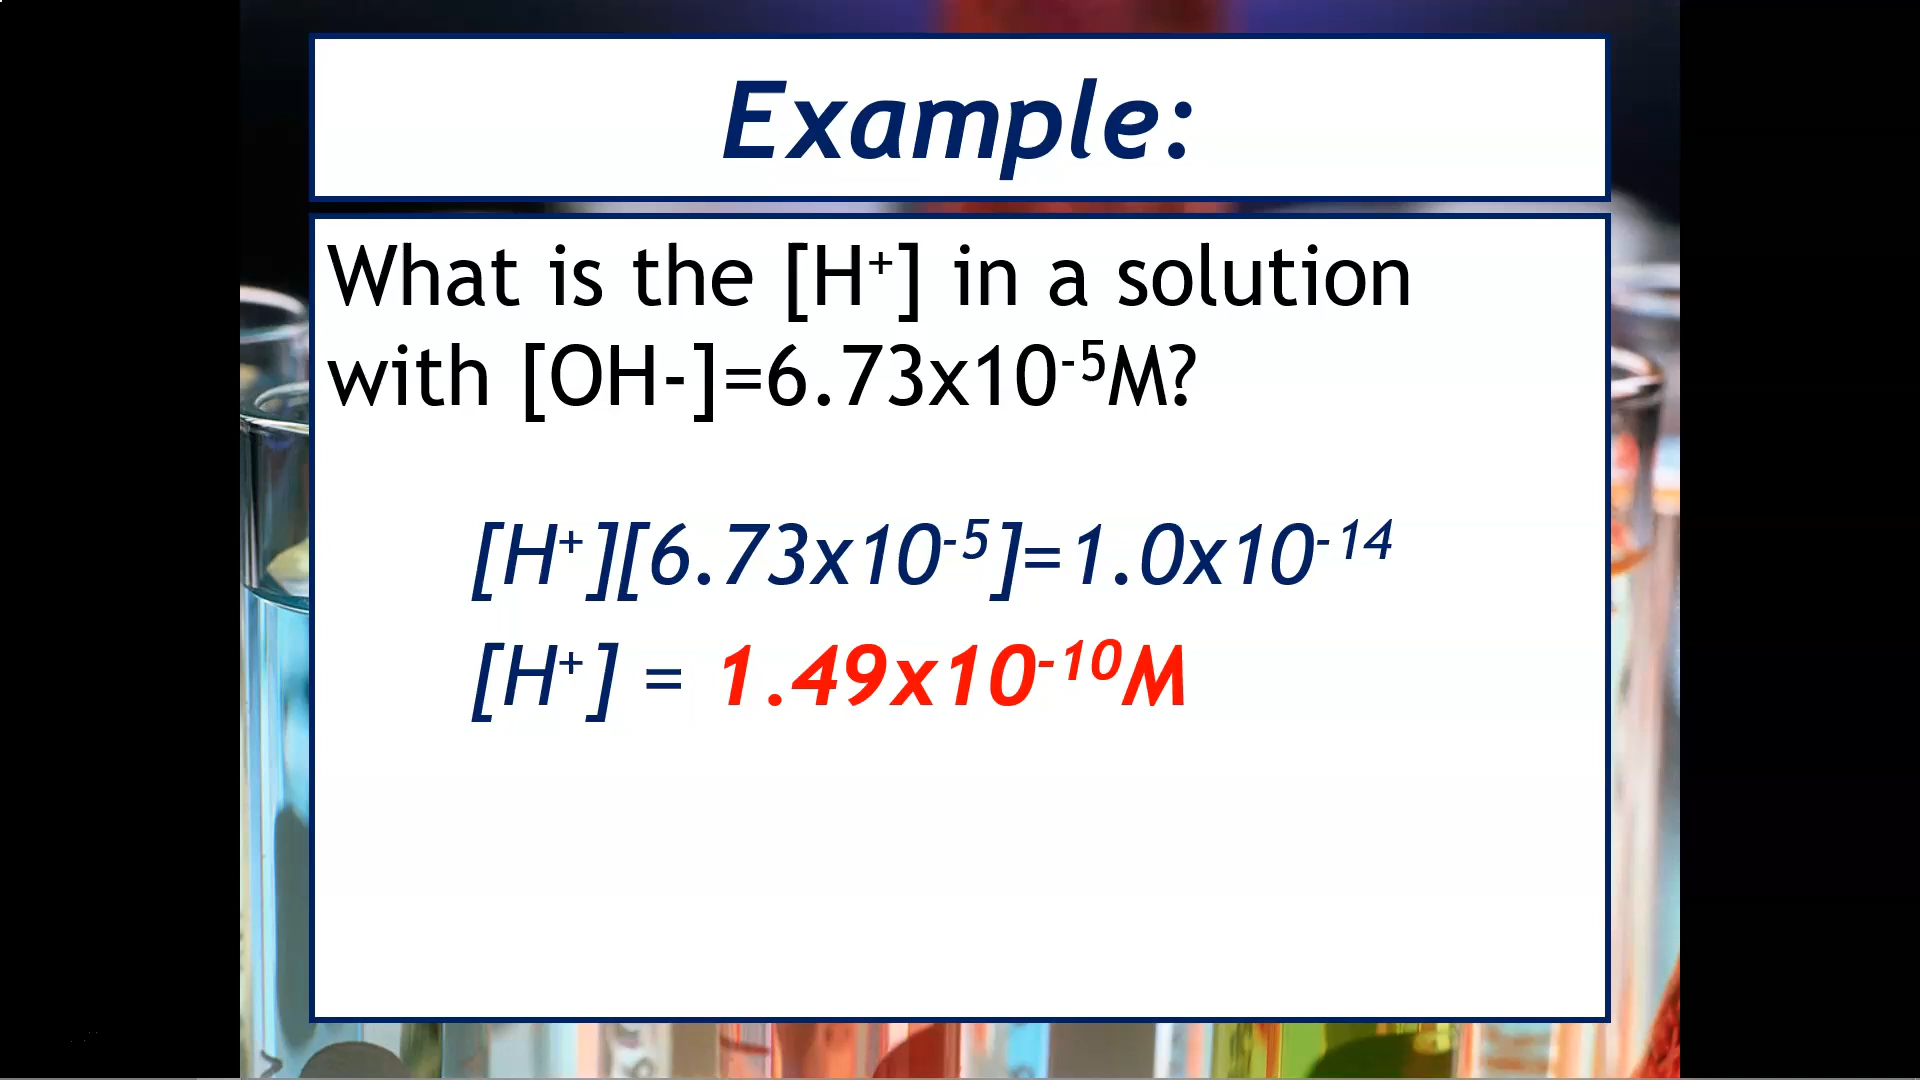 Example:
What is the [H⁺] in a solution
with [OH-]=6.73x10⁻⁵M?
[H⁺][6.73x10⁻⁵]=1.0x10⁻¹⁴
[H⁺] = 1.49x10⁻¹⁰M